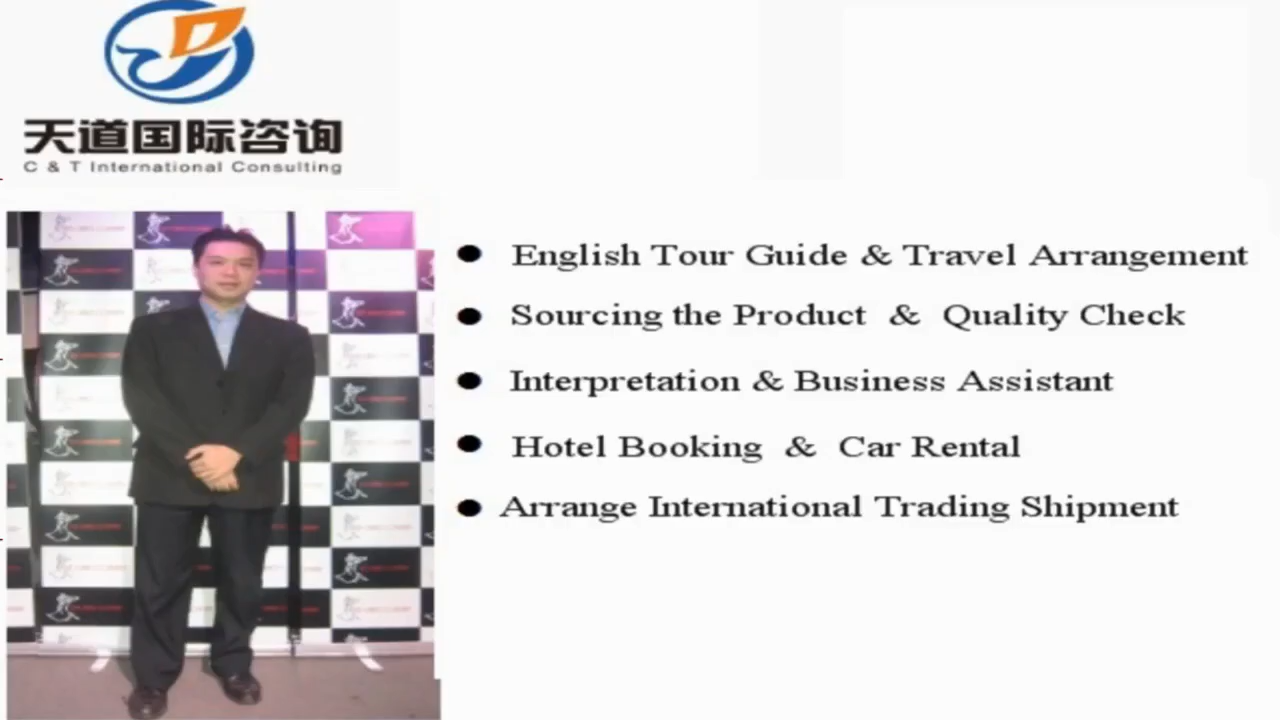 天道国际咨询
C & T International Consulting
● English Tour Guide & Travel Arrangement
● Sourcing the Product & Quality Check
● Interpretation & Business Assistant
● Hotel Booking & Car Rental
● Arrange International Trading Shipment